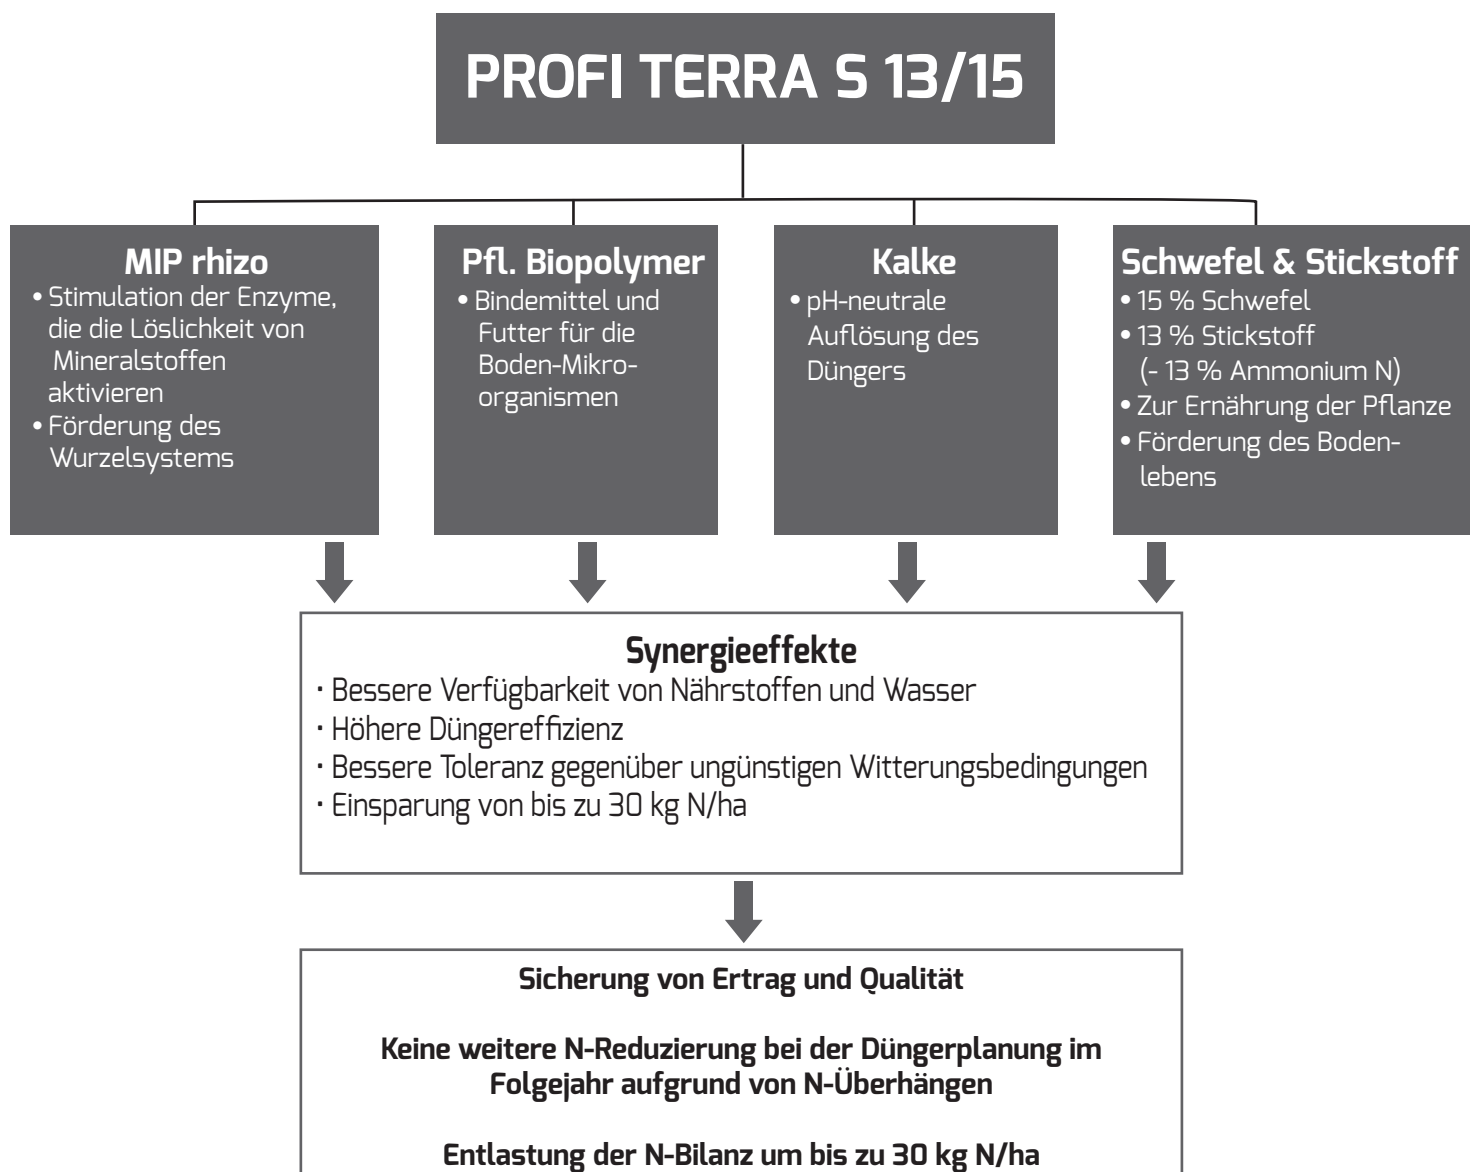 PROFI TERRA S 13/15
MIP rhizo
• Stimulation der Enzyme,
die die Löslichkeit von
Mineralstoffen
aktivieren
• Förderung des
Wurzelsystems
Pfl. Biopolymer
• Bindemittel und
Futter für die
Boden-Mikro-
organismen
Kalke
• pH-neutrale
Auflösung des
Düngers
Schwefel & Stickstoff
• 15 % Schwefel
• 13 % Stickstoff
(- 13 % Ammonium N)
• Zur Ernährung der Pflanze
• Förderung des Boden-
lebens
Synergieeffekte
· Bessere Verfügbarkeit von Nährstoffen und Wasser
· Höhere Düngereffizienz
· Bessere Toleranz gegenüber ungünstigen Witterungsbedingungen
· Einsparung von bis zu 30 kg N/ha
Sicherung von Ertrag und Qualität
Keine weitere N-Reduzierung bei der Düngerplanung im
Folgejahr aufgrund von N-Überhängen
Entlastung der N-Bilanz um bis zu 30 kg N/ha